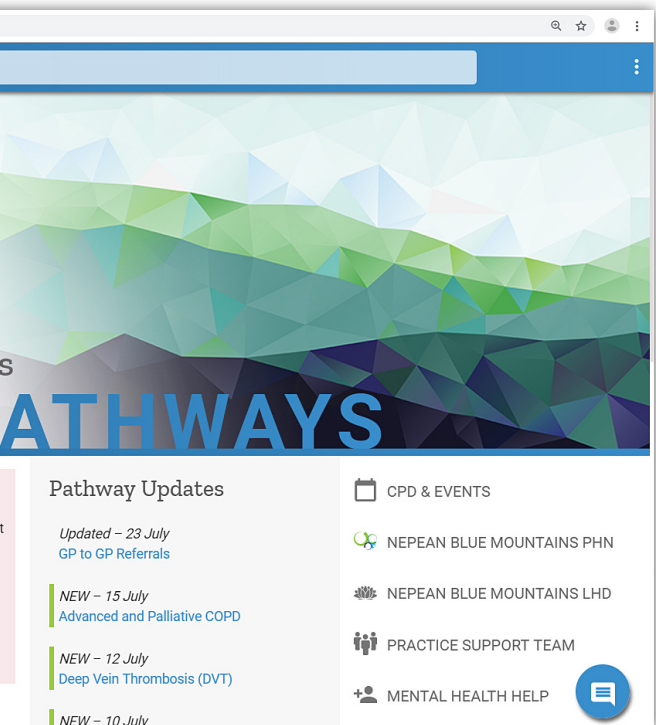 s
ATHWAYS
t
Pathway Updates
Updated – 23 July
GP to GP Referrals
NEW – 15 July
Advanced and Palliative COPD
NEW – 12 July
Deep Vein Thrombosis (DVT)
NEW – 10 July
CPD & EVENTS
NEPEAN BLUE MOUNTAINS PHN
NEPEAN BLUE MOUNTAINS LHD
PRACTICE SUPPORT TEAM
MENTAL HEALTH HELP